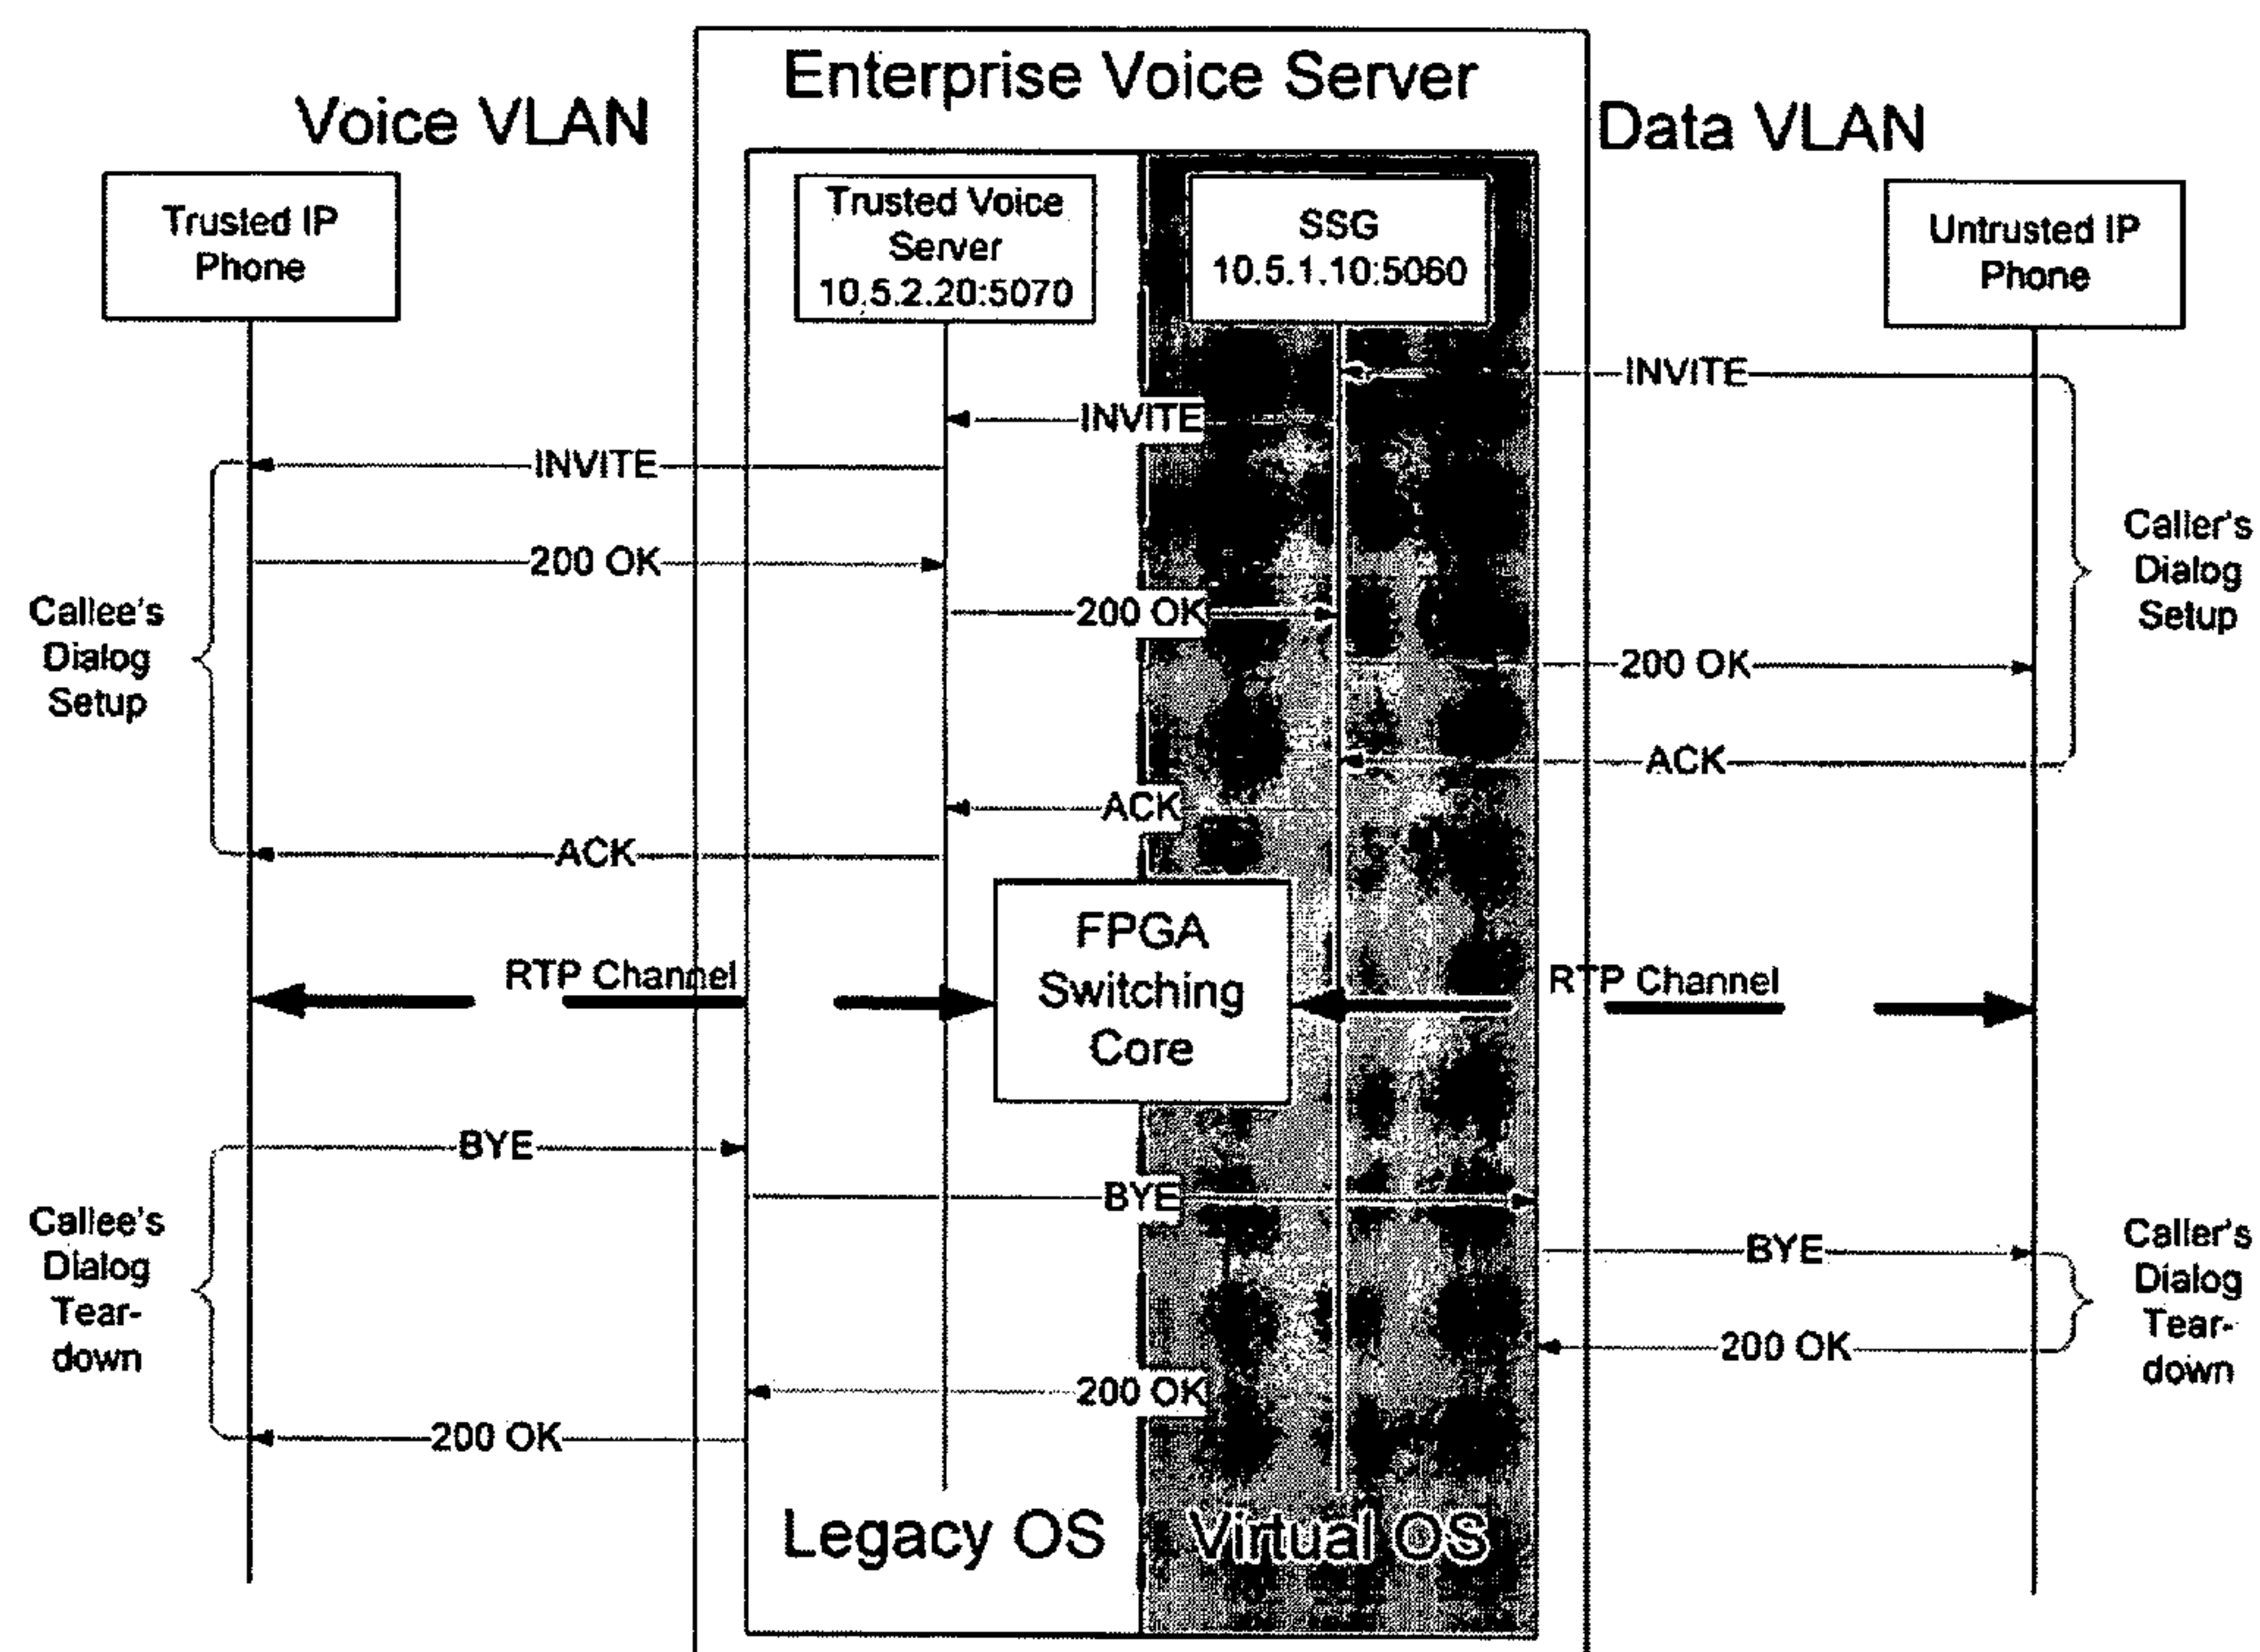 Enterprise Voice Server
Voice VLAN
Data VLAN
Trusted IP
Phone
Trusted Voice
Server
10.5.2.20:5070
SSG
10.5.1.10:5060
Untrusted IP
Phone
INVITE
INVITE
INVITE
200 OK
200 OK
200 OK
Callee's
Dialog
Setup
Caller's
Dialog
Setup
ACK
ACK
ACK
FPGA
Switching
Core
RTP Channel
RTP Channel
BYE
BYE
BYE
Callee's
Dialog
Tear-
down
Caller's
Dialog
Tear-
down
200 OK
200 OK
200 OK
Legacy OS
Virtual OS